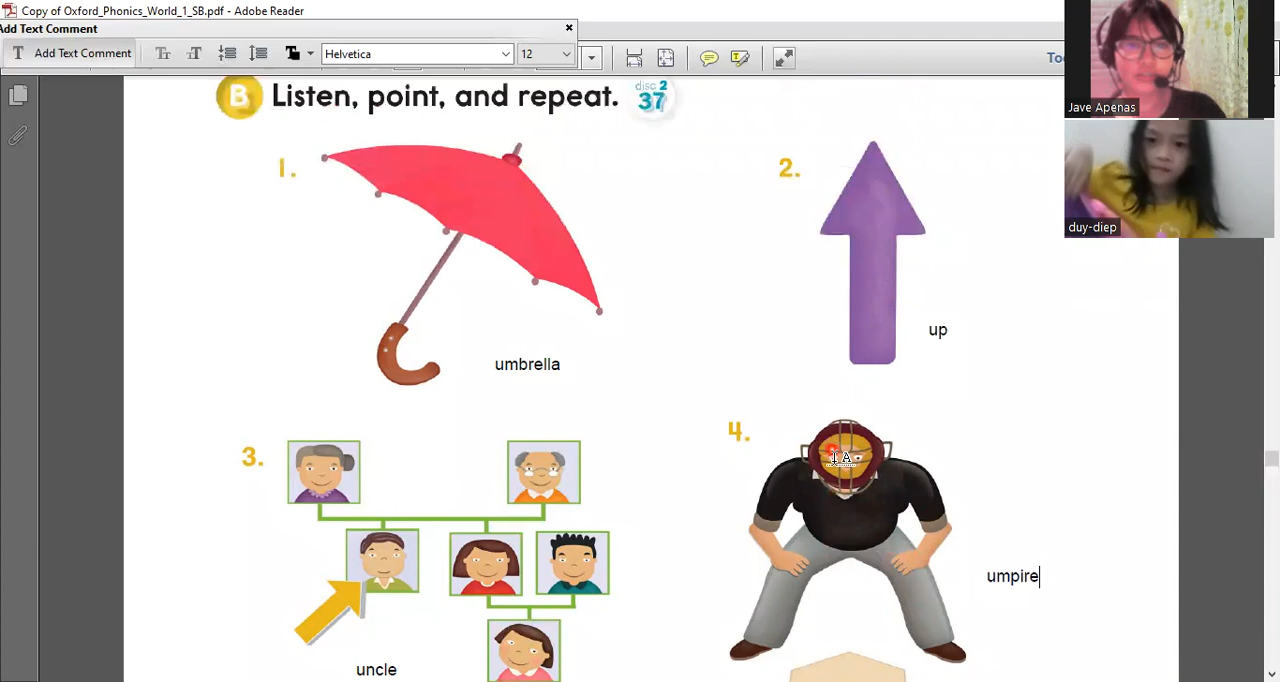 Copy of Oxford_Phonics_World_1_SB.pdf - Adobe Reader
Add Text Comment
T Add Text Comment Helvetica 12
B Listen, point, and repeat. disc 2 37
Jave Apenas
duy-diep
1.
umbrella
2.
up
3.
uncle
4.
umpire